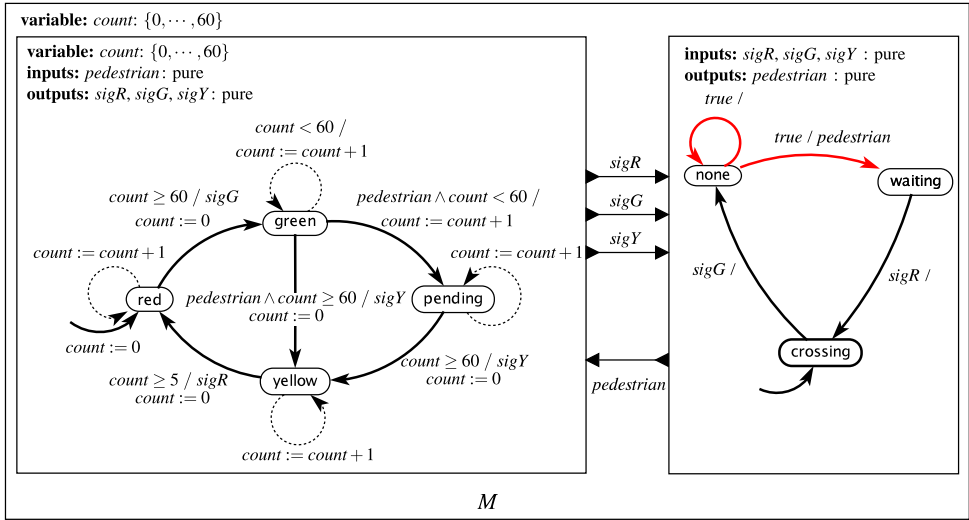 variable: count: {0, ⋯, 60}
variable: count: {0, ⋯, 60}
inputs: pedestrian: pure
outputs: sigR, sigG, sigY: pure
count < 60 /
count := count + 1
count ≥ 60 / sigG
count := 0
pedestrian ∧ count < 60 /
count := count + 1
green
count := count + 1
count := count + 1
red
pedestrian ∧ count ≥ 60 / sigY
count := 0
pending
count := 0
count ≥ 5 / sigR
count := 0
yellow
count ≥ 60 / sigY
count := 0
count := count + 1
sigR
sigG
sigY
pedestrian
inputs: sigR, sigG, sigY : pure
outputs: pedestrian : pure
true /
true / pedestrian
none
waiting
sigG /
sigR /
crossing
M